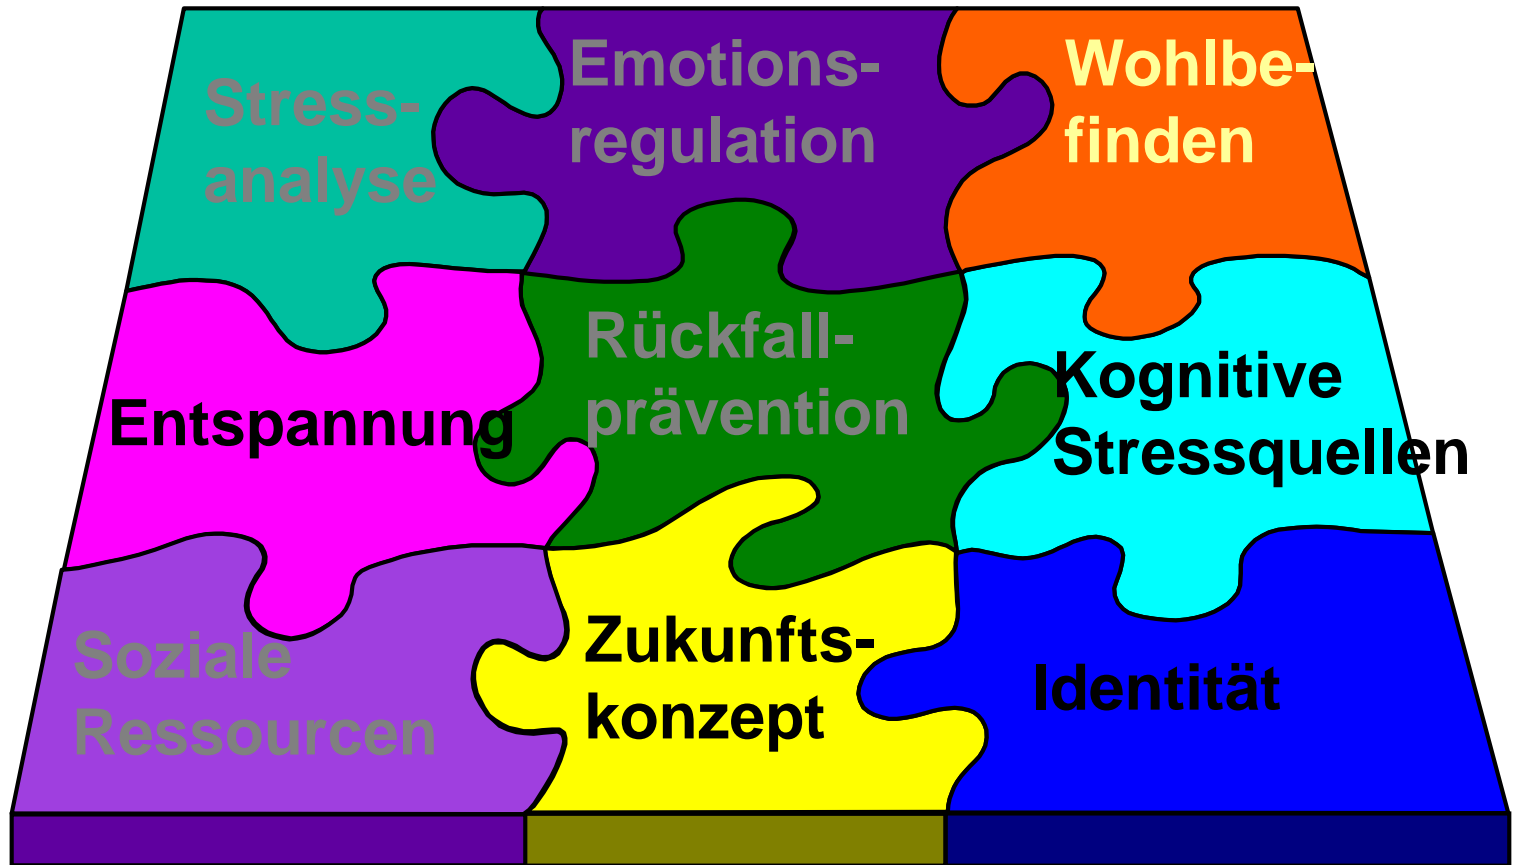 Stress-
analyse
Emotions-
regulation
Wohlbe-
finden
Entspannung
Rückfall-
prävention
Kognitive
Stressquellen
Soziale
Ressourcen
Zukunfts-
konzept
Identität